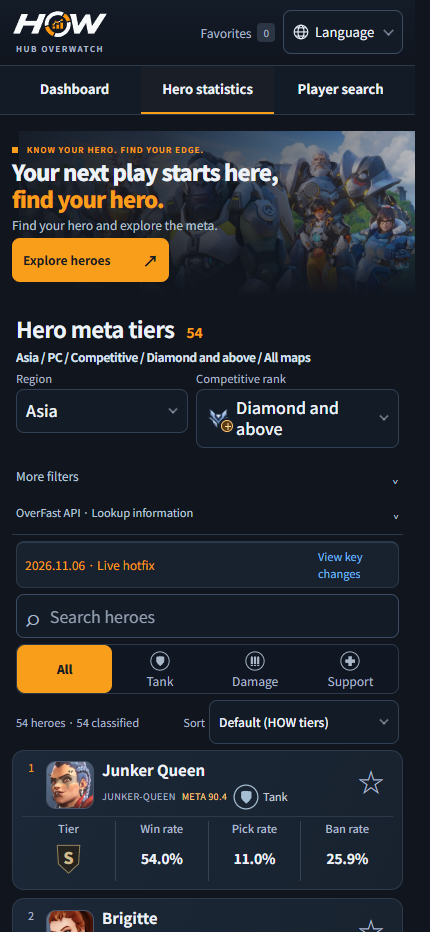 HOW
HUB OVERWATCH
Favorites 0
Language
Dashboard
Hero statistics
Player search
KNOW YOUR HERO. FIND YOUR EDGE.
Your next play starts here,
find your hero.
Find your hero and explore the meta.
Explore heroes ↗
Hero meta tiers 54
Asia / PC / Competitive / Diamond and above / All maps
Region
Competitive rank
Asia
Diamond and
above
More filters
OverFast API · Lookup information
2026.11.06 · Live hotfix
View key
changes
Search heroes
All
Tank
Damage
Support
54 heroes · 54 classified
Sort
Default (HOW tiers)
1
Junker Queen
JUNKER-QUEEN META 90.4 Tank
Tier
Win rate
Pick rate
Ban rate
S
54.0%
11.0%
25.9%
2
Brigitte